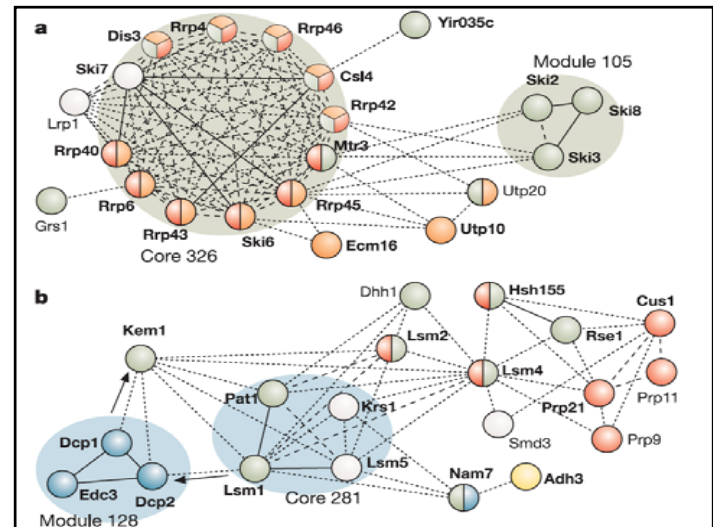 a
Dis3
Rrp4
Rrp46
Yir035c
Ski7
Csl4
Module 105
Ski2
Ski8
Lrp1
Rrp42
Mtr3
Ski3
Rrp40
Rrp6
Rrp45
Utp20
Grs1
Rrp43
Ski6
Ecm16
Utp10
Core 326
b
Dhh1
Hsh155
Cus1
Kem1
Lsm2
Rse1
Pat1
Krs1
Lsm4
Prp21
Prp11
Dcp1
Smd3
Prp9
Lsm5
Edc3
Dcp2
Lsm1
Core 281
Nam7
Adh3
Module 128